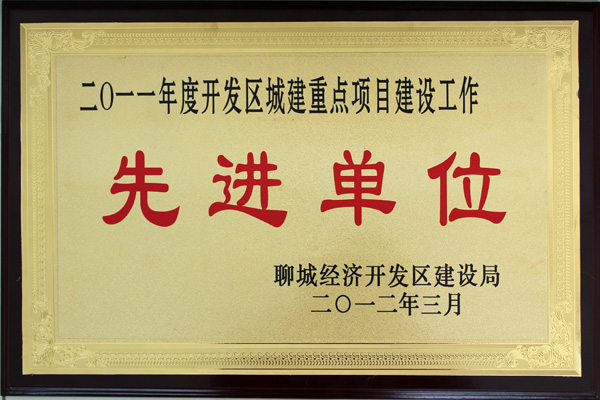 二〇一一年度开发区城建重点项目建设工作
先进单位
聊城经济开发区建设局
二〇一二年三月